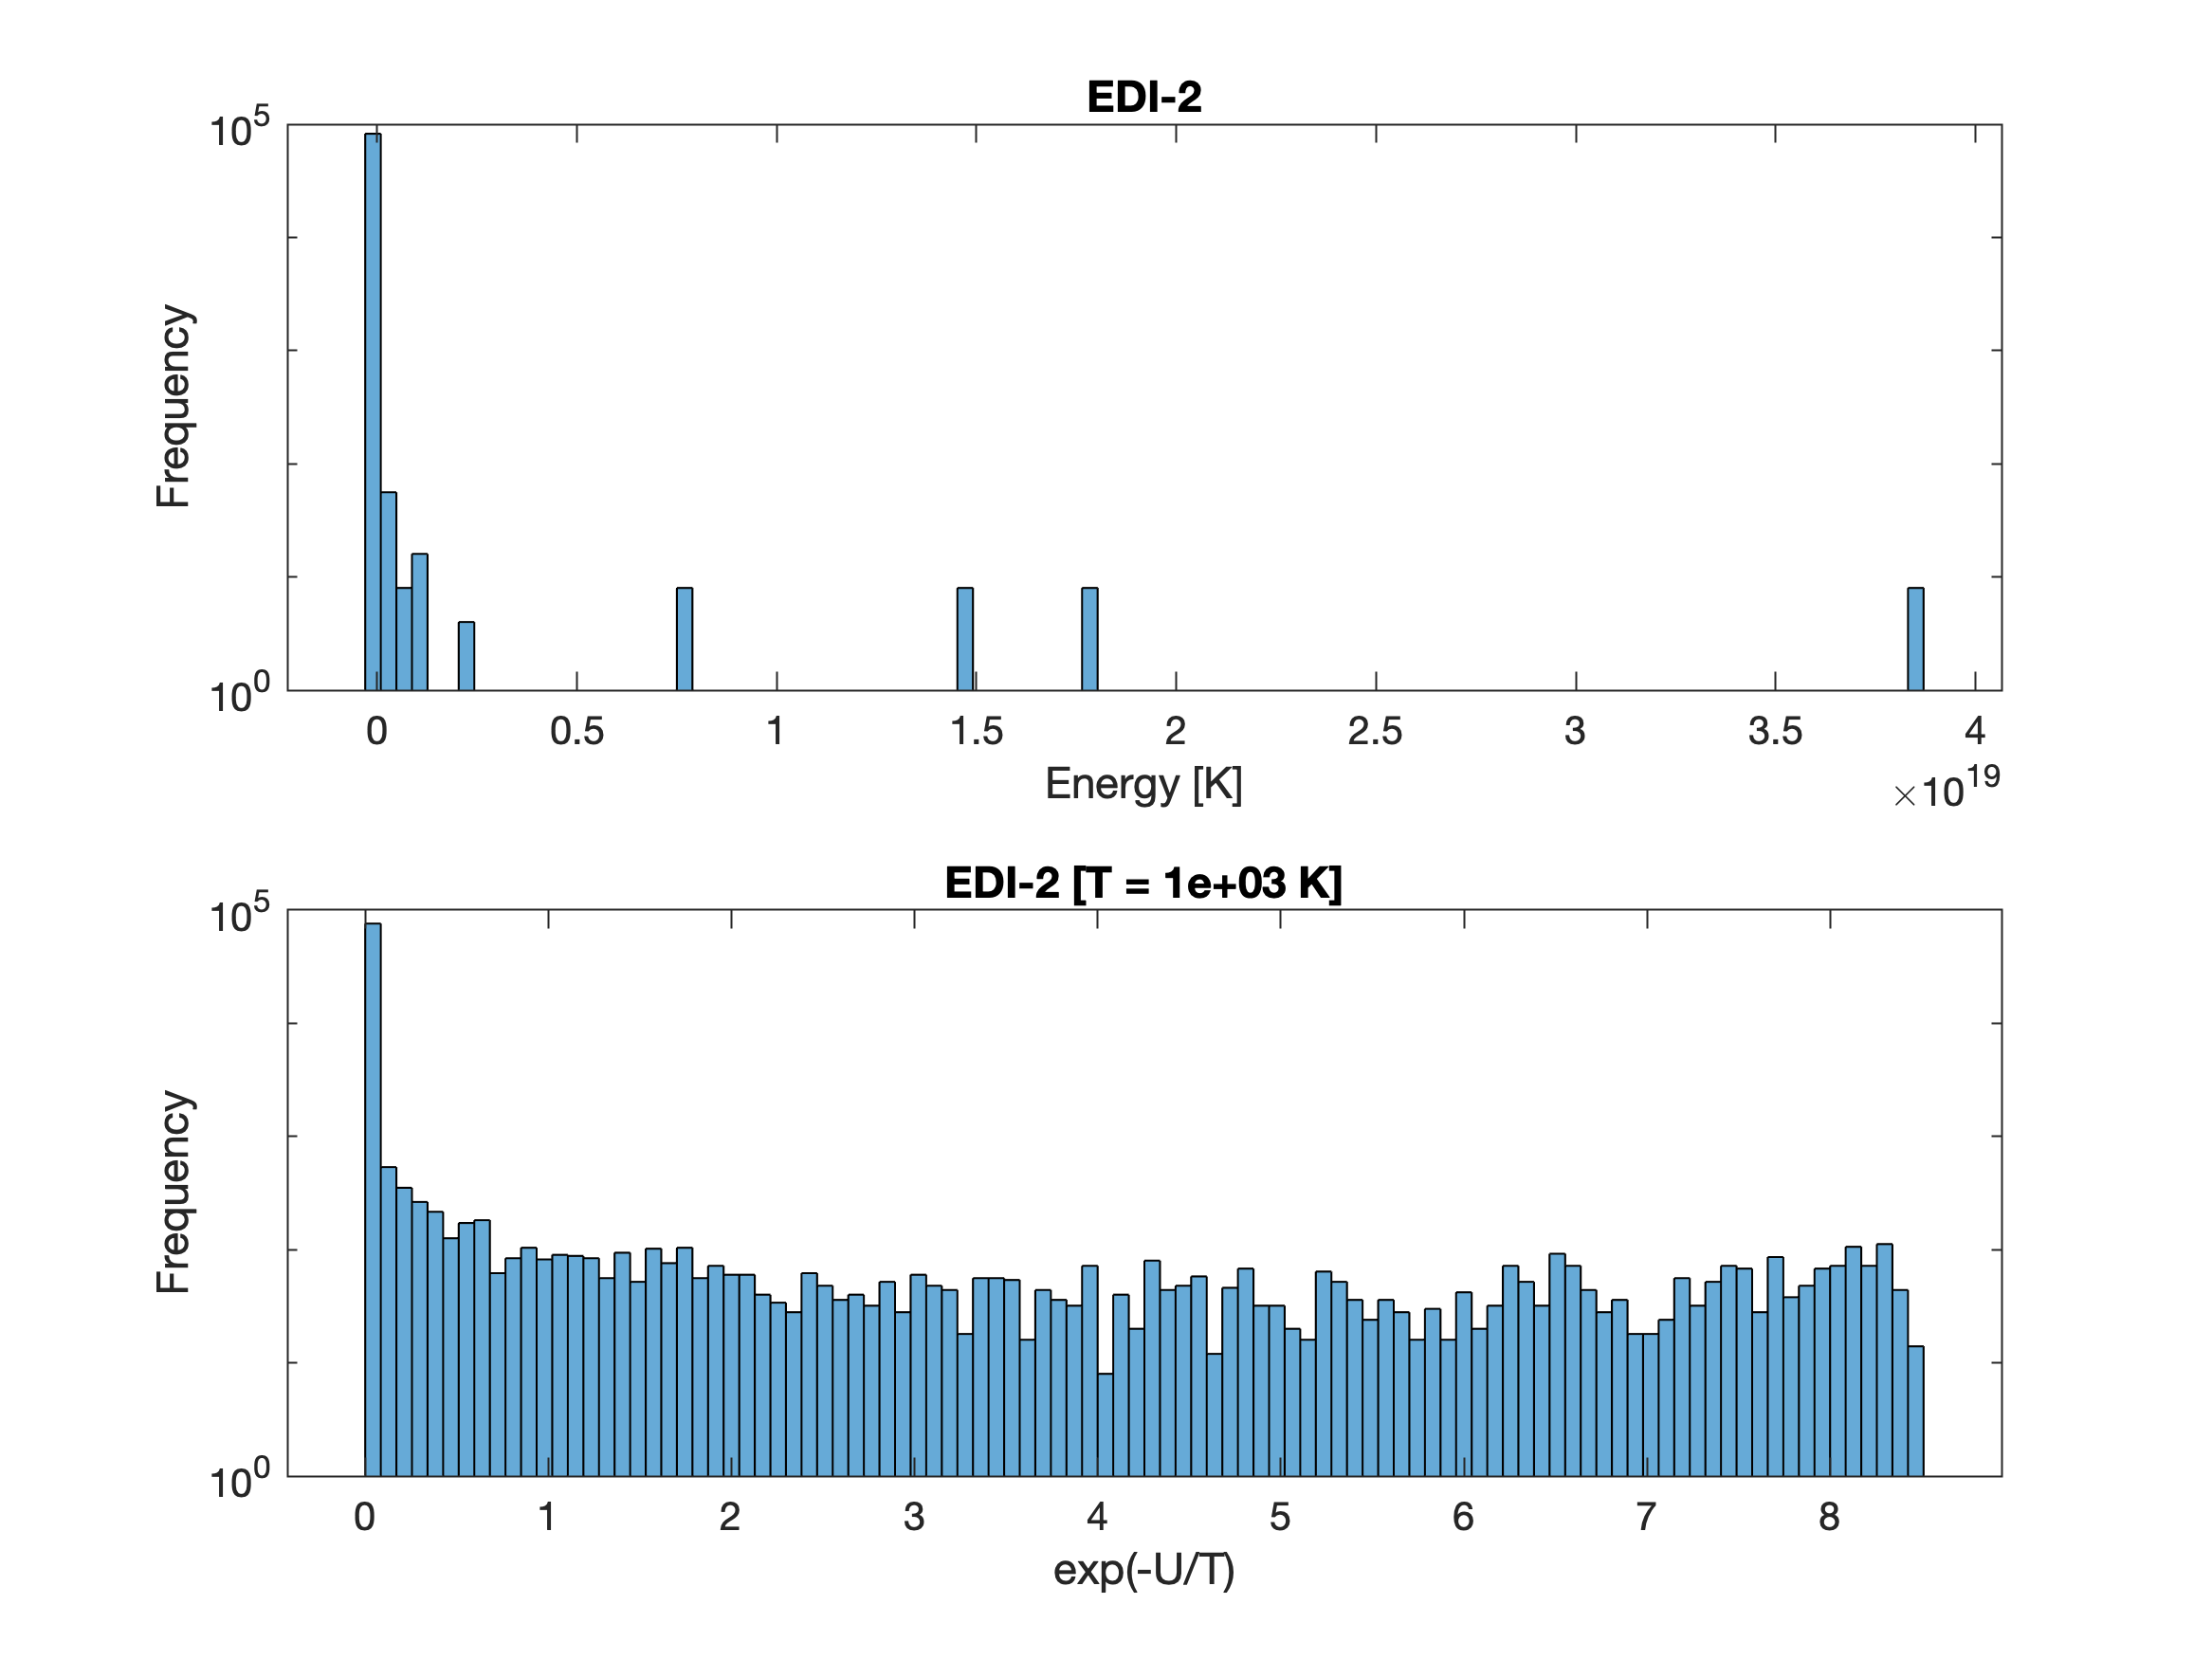 EDI-2
10^5
Frequency
10^0
0 0.5 1 1.5 2 2.5 3 3.5 4
Energy [K]
×10^19
EDI-2 [T = 1e+03 K]
10^5
Frequency
10^0
0 1 2 3 4 5 6 7 8
exp(-U/T)